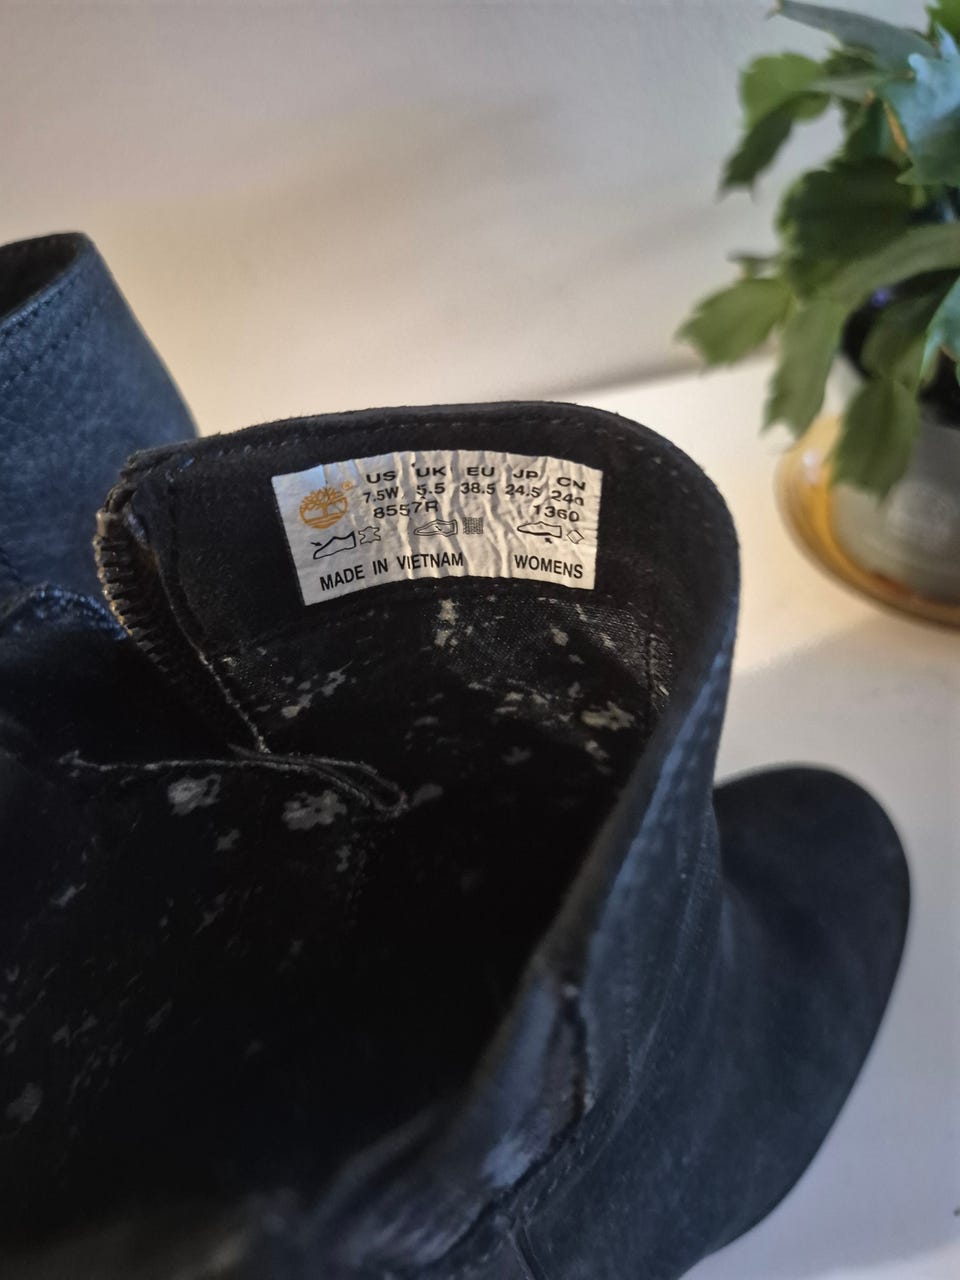 US UK EU JP CN
7.5W 5.5 38.5 24.5 240
8557R 1360
MADE IN VIETNAM WOMENS